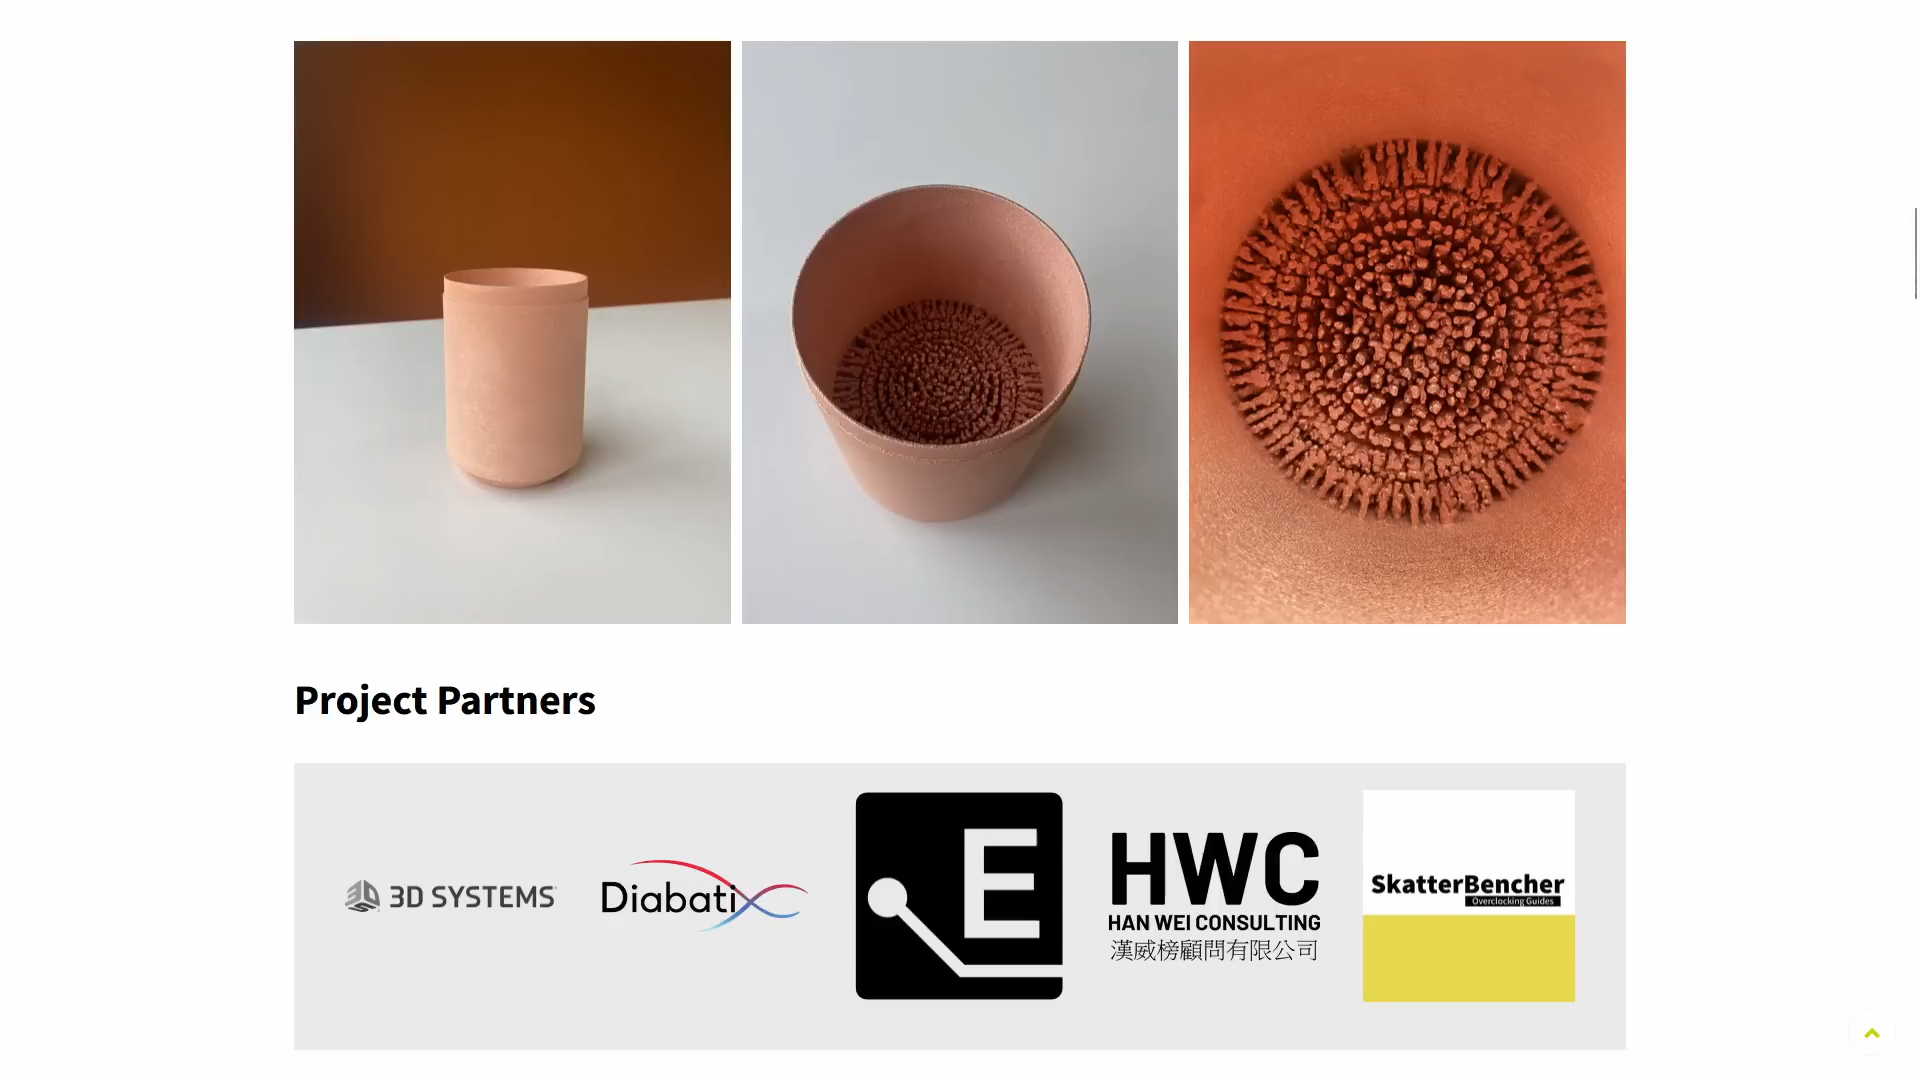 Project Partners
3D SYSTEMS
Diabatix
E
HWC
HAN WEI CONSULTING
漢威榜顧問有限公司
SkatterBencher
Overclocking Guides